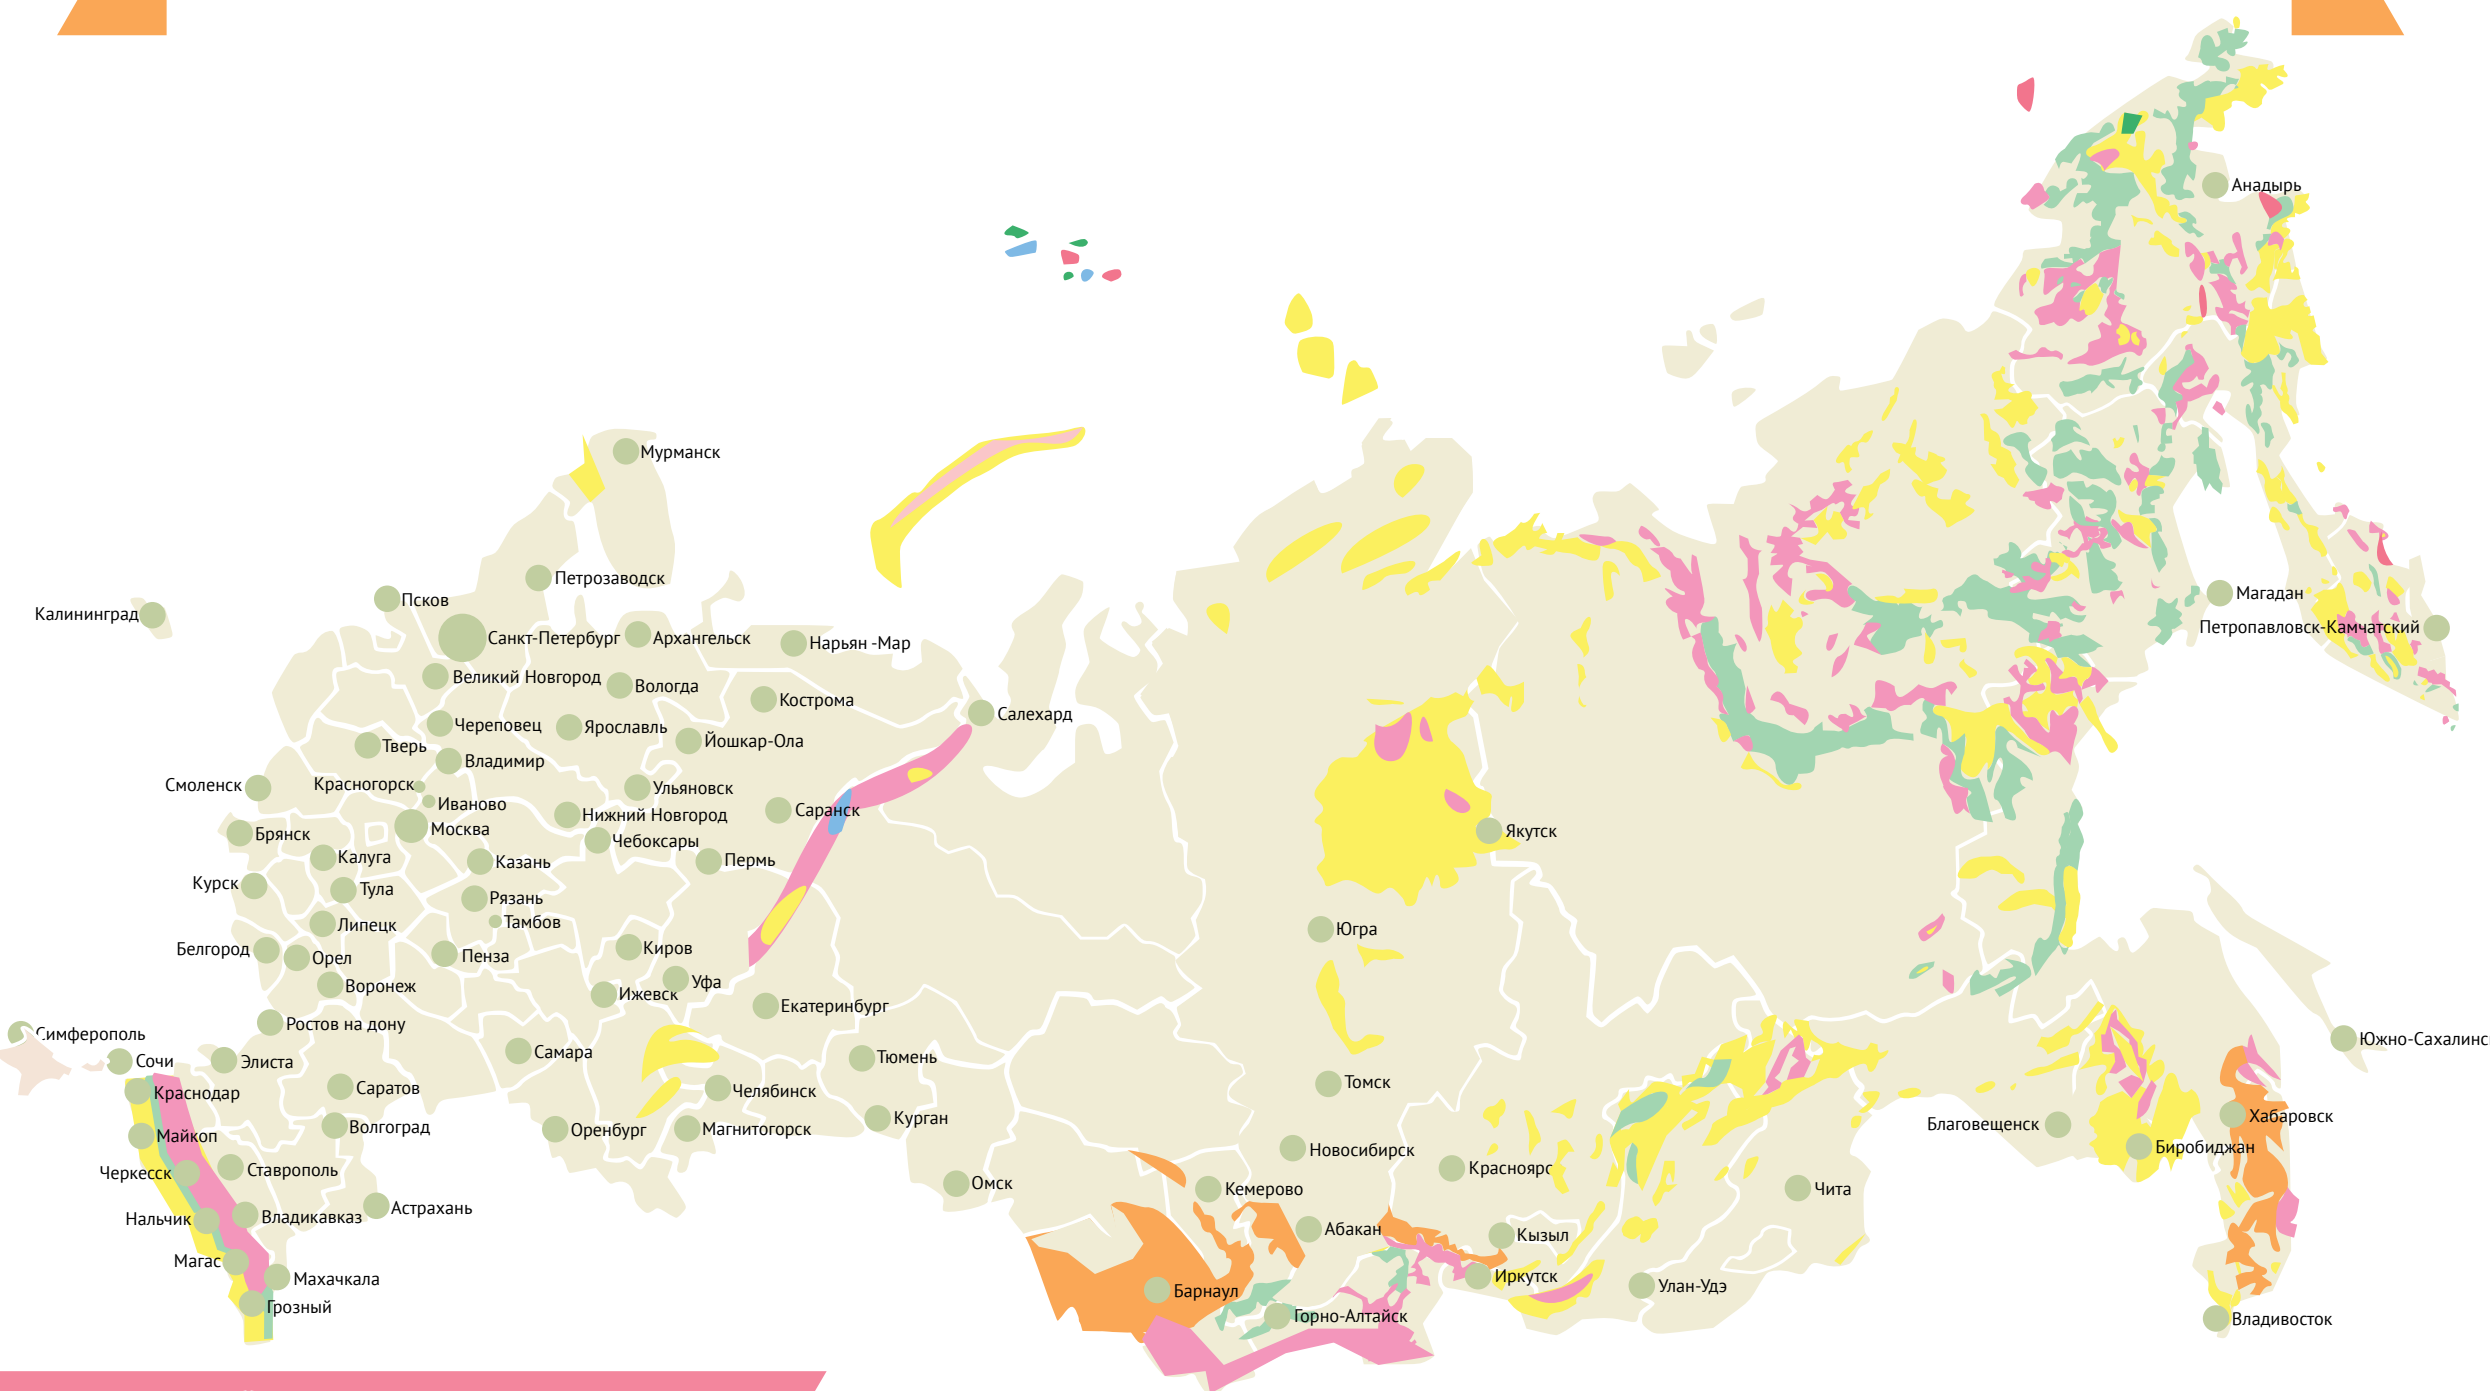 Анадырь
Мурманск
Петрозаводск
Псков
Магадан
Калининград
Петропавловск-Камчатский
Санкт-Петербург
Архангельск
Нарьян -Мар
Великий Новгород
Вологда
Кострома
Салехард
Череповец
Ярославль
Йошкар-Ола
Тверь
Владимир
Смоленск
Красногорск
Ульяновск
Иваново
Саранск
Нижний Новгород
Москва
Якутск
Брянск
Чебоксары
Калуга
Казань
Пермь
Курск
Тула
Рязань
Тамбов
Липецк
Югра
Белгород
Орел
Пенза
Киров
Воронеж
Ижевск
Уфа
Екатеринбург
Ростов на дону
Симферополь
Южно-Сахалинс
Сочи
Элиста
Самара
Тюмень
Томск
Краснодар
Саратов
Челябинск
Курган
Хабаровск
Майкоп
Волгоград
Оренбург
Магнитогорск
Благовещенск
Биробиджан
Новосибирск
Черкесск
Ставрополь
Красноярс
Омск
Кемерово
Чита
Астрахань
Нальчик
Владикавказ
Абакан
Кызыл
Магас
Махачкала
Иркутск
Улан-Удэ
Барнаул
Грозный
Горно-Алтайск
Владивосток